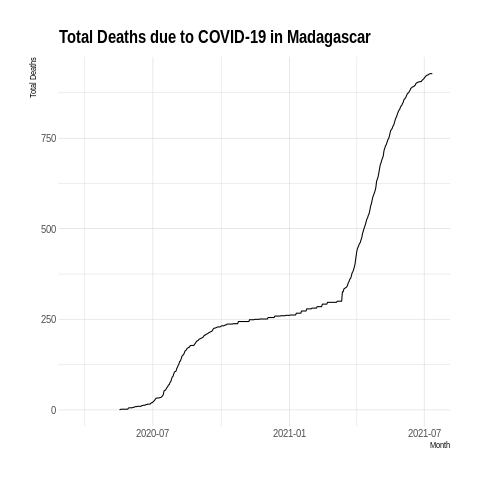 Total Deaths due to COVID-19 in Madagascar
Total Deaths
750
500
250
0
2020-07
2021-01
2021-07
Month